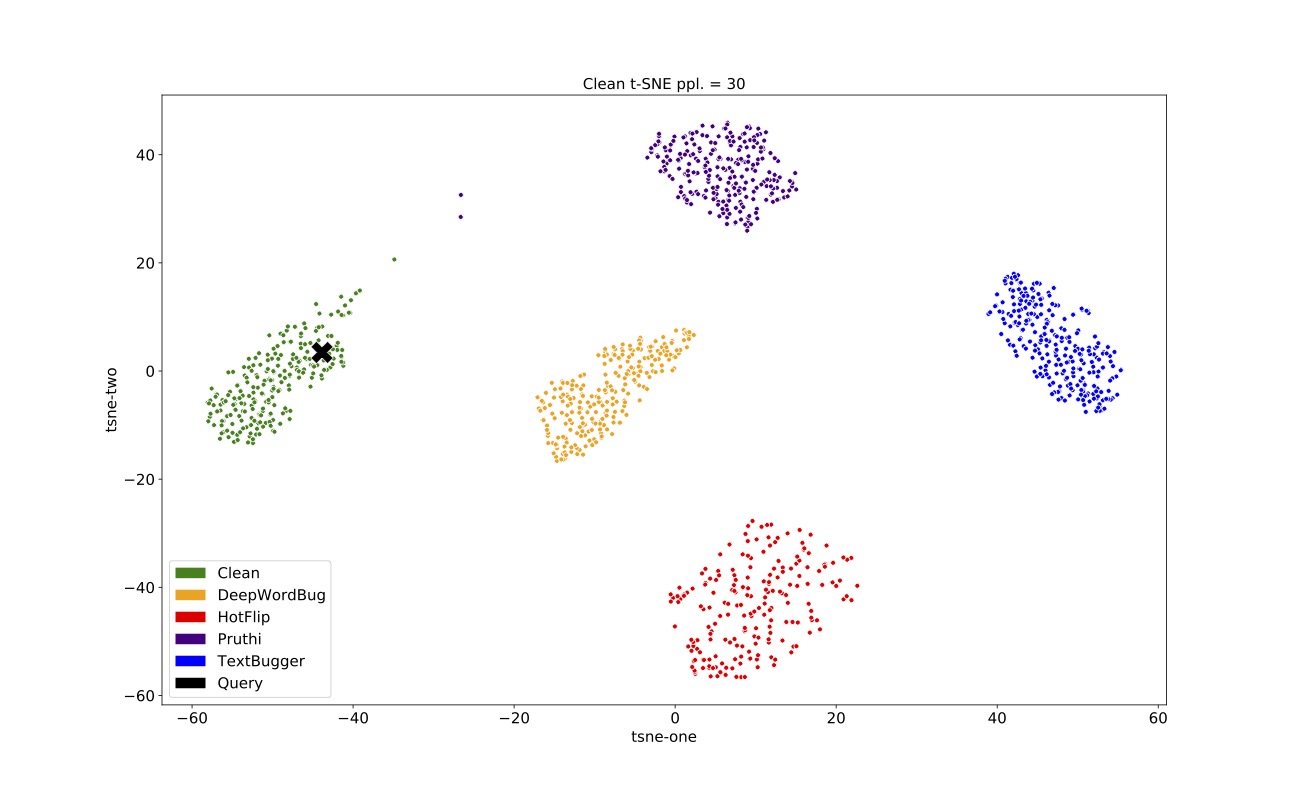 Clean t-SNE ppl. = 30
tsne-two
40
20
0
−20
−40
−60
Clean
DeepWordBug
HotFlip
Pruthi
TextBugger
Query
−60 −40 −20 0 20 40 60
tsne-one